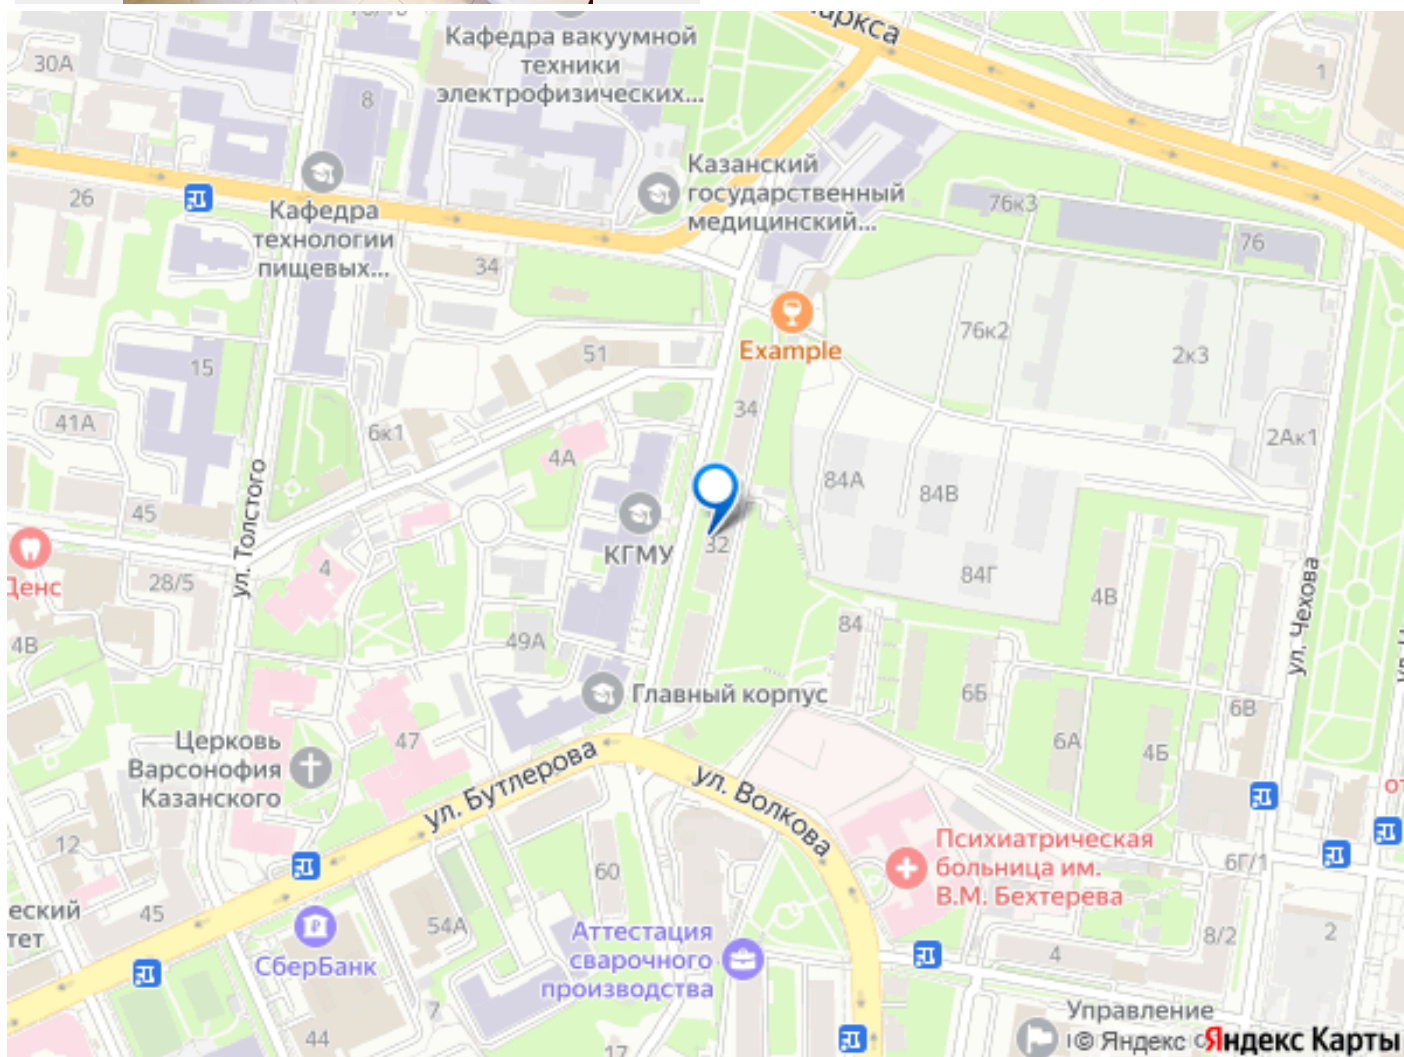 Маркса
Кафедра вакуумной
техники
электрофизических...
30А
8
1
26
Кафедра
технологии
пищевых...
Казанский
государственный
медицинский...
76к3
76
34
Example
76к2
2к3
51
15
41А
6к1
34
2Ак1
4А
84А
84В
45
ул. Толстого
КГМУ
32
Денс
28/5
4
84Г
4В
ул. Чехова
4В
49А
84
6Б
Главный корпус
6В
6А
4Б
Церковь
Варсонофия
Казанского
47
ул. Бутлерова
ул. Волкова
12
60
Психиатрическая
больница им.
В.М. Бехтерева
6Г/1
еский
тет
45
54А
Аттестация
сварочного
производства
8/2
2
4
СберБанк
7
44
17
Управление
© Яндекс
Яндекс Карты